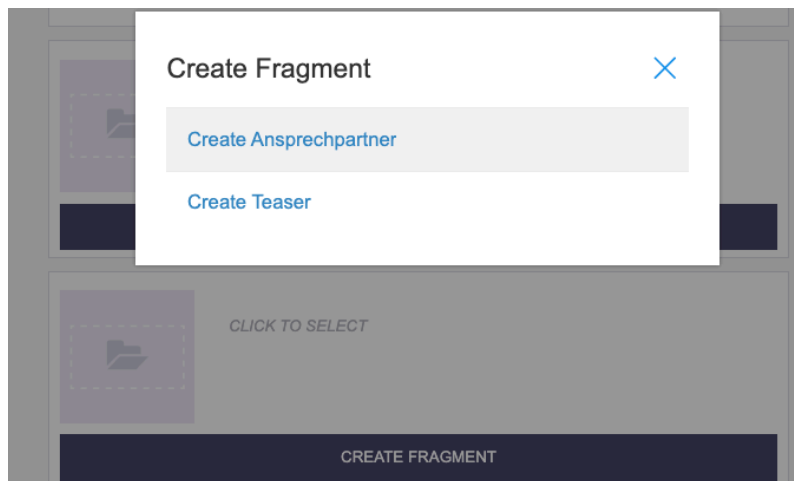 Create Fragment
Create Ansprechpartner
Create Teaser
CLICK TO SELECT
CREATE FRAGMENT